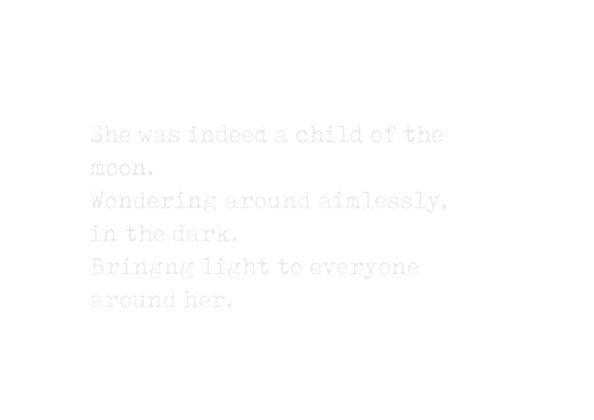 She was indeed a child of the
moon.
Wondering around aimlessly,
in the dark.
Bringng light to everyone
around her.